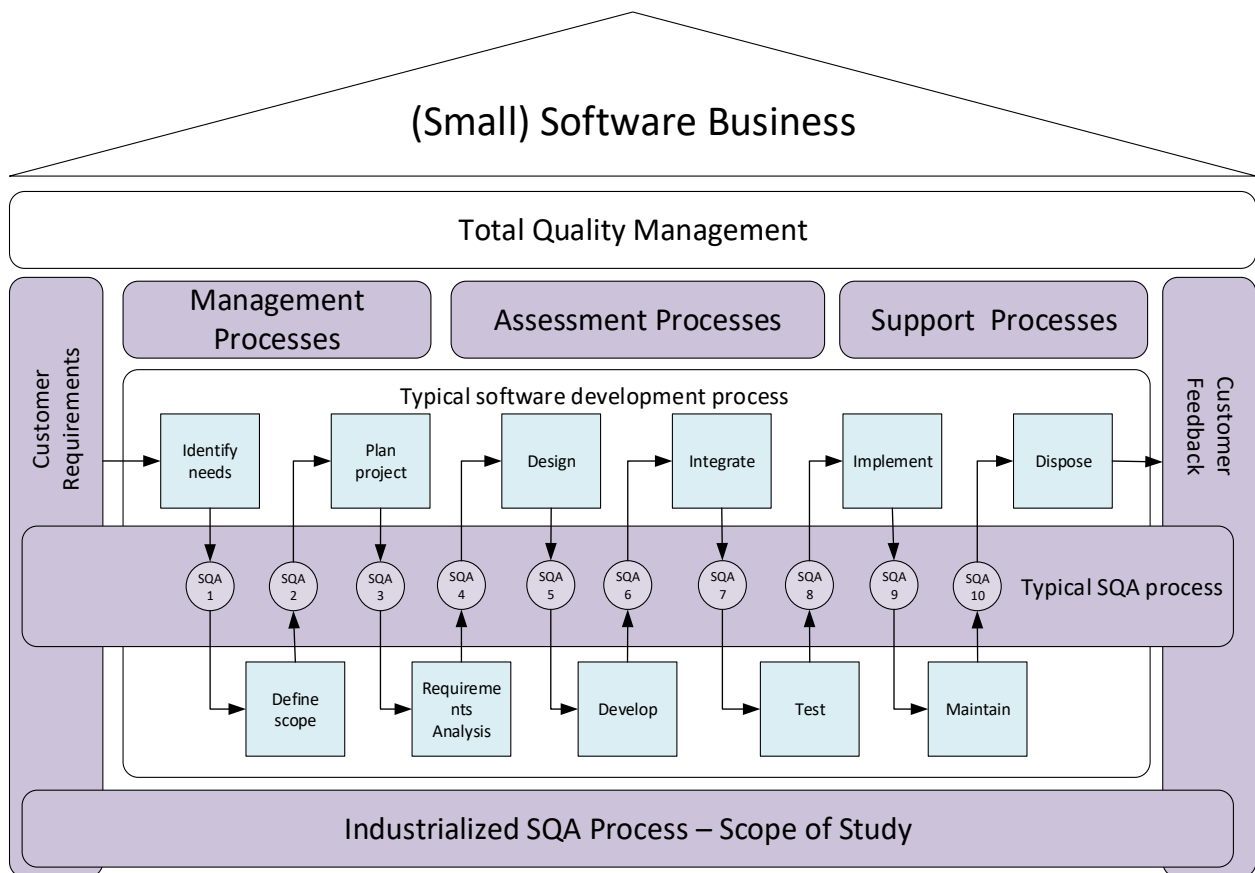 (Small) Software Business
Total Quality Management
Customer
Requirements
Management
Processes
Assessment Processes
Support Processes
Customer
Feedback
Typical software development process
Identify
needs
Plan
project
Design
Integrate
Implement
Dispose
SQA
1
SQA
2
SQA
3
SQA
4
SQA
5
SQA
6
SQA
7
SQA
8
SQA
9
SQA
10
Typical SQA process
Define
scope
Requireme
nts
Analysis
Develop
Test
Maintain
Industrialized SQA Process – Scope of Study